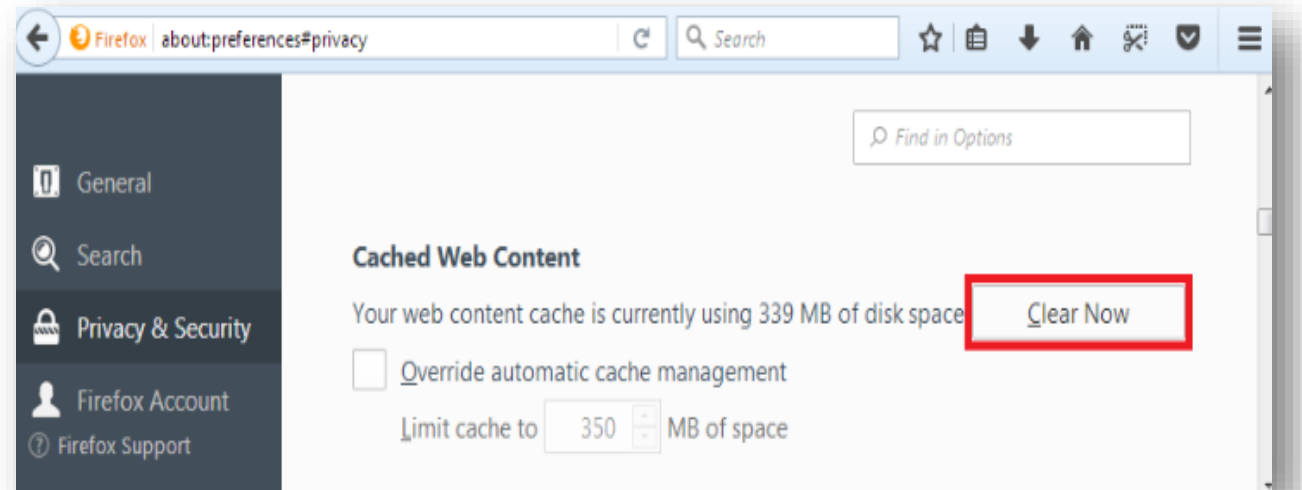 Firefox about:preferences#privacy Search
Find in Options
General
Search
Privacy & Security
Firefox Account
Firefox Support
Cached Web Content
Your web content cache is currently using 339 MB of disk space Clear Now
Override automatic cache management
Limit cache to 350 MB of space